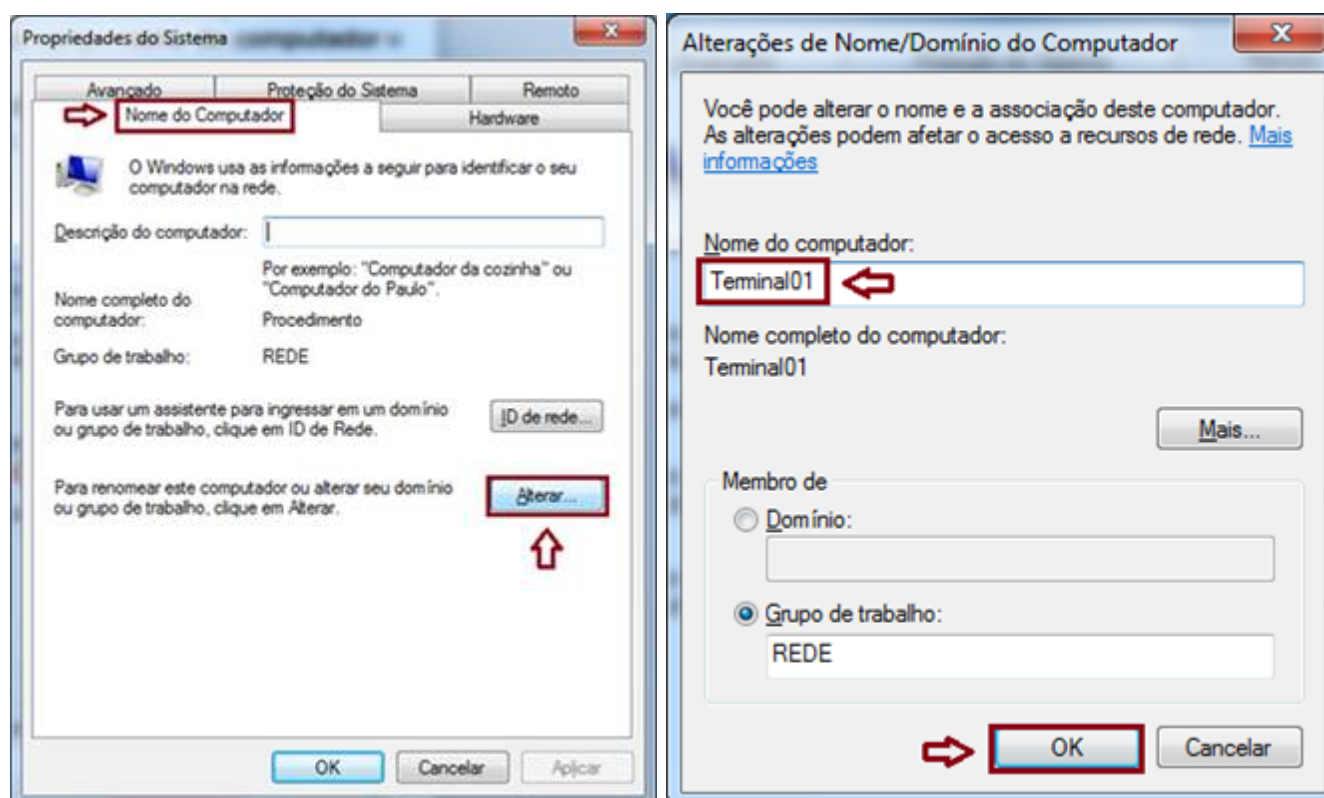 Propriedades do Sistema
Avançado
Proteção do Sistema
Remoto
Nome do Computador
Hardware
O Windows usa as informações a seguir para identificar o seu
computador na rede.
Descrição do computador:
Por exemplo: "Computador da cozinha" ou
"Computador do Paulo".
Nome completo do
computador:
Procedimento
Grupo de trabalho:
REDE
Para usar um assistente para ingressar em um domínio
ou grupo de trabalho, clique em ID de Rede.
ID de rede...
Para renomear este computador ou alterar seu domínio
ou grupo de trabalho, clique em Alterar.
Alterar...
OK
Cancelar
Aplicar
Alterações de Nome/Domínio do Computador
Você pode alterar o nome e a associação deste computador.
As alterações podem afetar o acesso a recursos de rede. Mais
informações
Nome do computador:
Terminal01
Nome completo do computador:
Terminal01
Mais...
Membro de
Domínio:
Grupo de trabalho:
REDE
OK
Cancelar